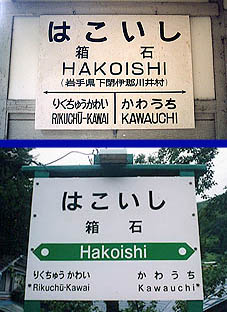 はこいし
箱石
HAKOISHI
(岩手県下閉伊郡川井村)
りくちゅうかわい かわうち
RIKUCHŪ-KAWAI KAWAUCHI
はこいし
箱石
Hakoishi
りくちゅうかわい かわうち
Rikuchū-Kawai Kawauchi